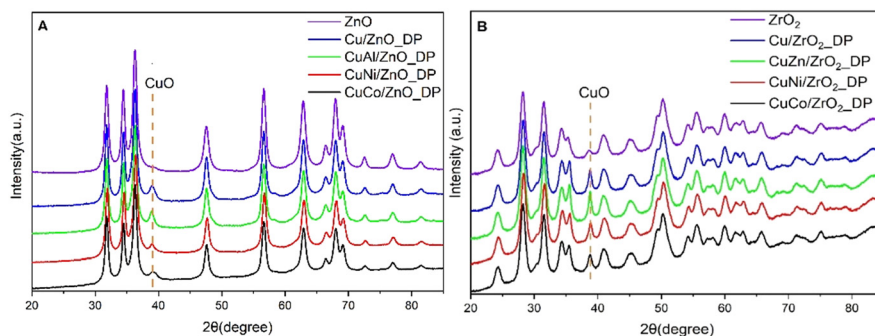 A
ZnO
Cu/ZnO_DP
CuAl/ZnO_DP
CuNi/ZnO_DP
CuCo/ZnO_DP
CuO
Intensity(a.u.)
20 30 40 50 60 70 80
2θ(degree)
B
ZrO₂
Cu/ZrO₂_DP
CuZn/ZrO₂_DP
CuNi/ZrO₂_DP
CuCo/ZrO₂_DP
CuO
Intensity (a.u.)
20 30 40 50 60 70 80
2θ(degree)